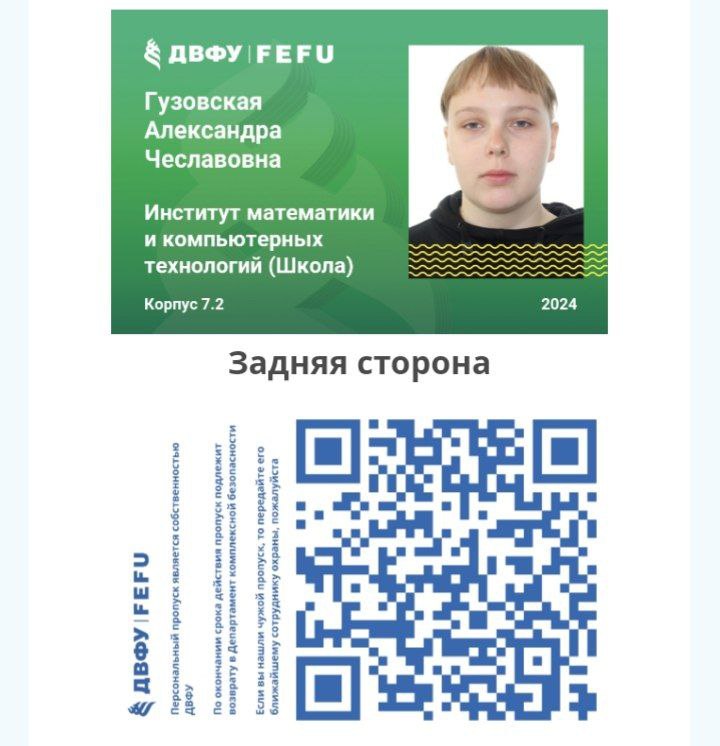 ДВФУ | FEFU
Гузовская
Александра
Чеславовна
Институт математики
и компьютерных
технологий (Школа)
Корпус 7.2
2024
Задняя сторона
ДВФУ | FEFU
Персональный пропуск является собственностью
ДВФУ
По окончании срока действия пропуск подлежит
возврату в Департамент комплексной безопасности
Если вы нашли чужой пропуск, то передайте его
ближайшему сотруднику охраны, пожалуйста